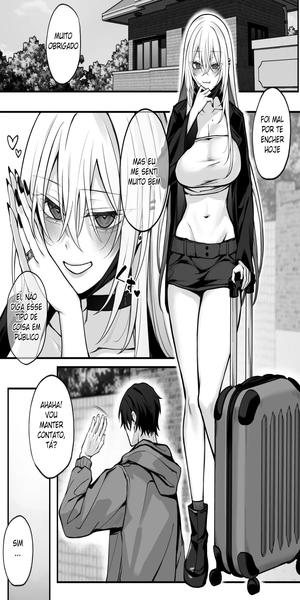 MUITO
OBRIGADO
FOI MAL
POR TE
ENCHER
HOJE
MAS EU
ME SENTI
MUITO BEM
EI, NÃO
DIGA ESSE
TIPO DE
COISA EM
PÚBLICO
AHAHA!
VOU
MANTER
CONTATO,
TÁ?
SIM
...